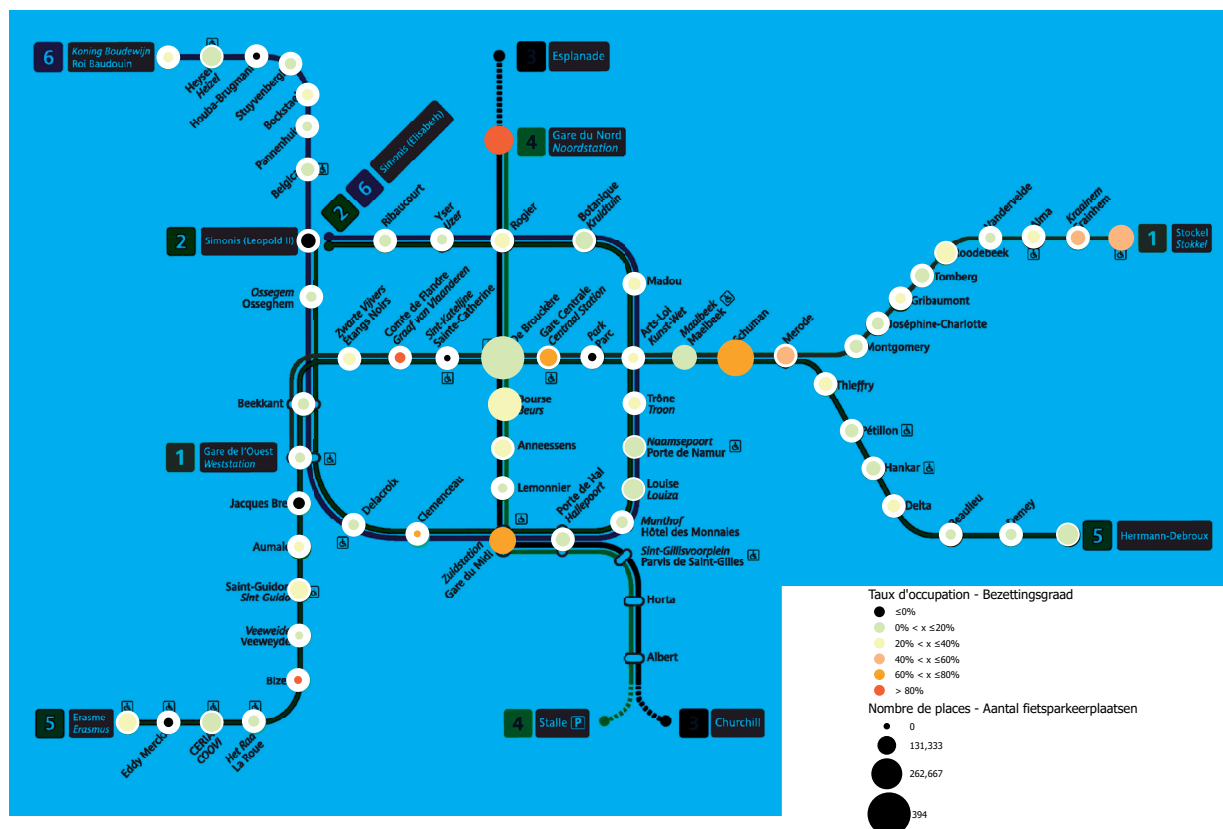 6
Koning Boudewijn
Roi Baudouin
Heysel
Heizel
Houba-Brugmann
Stuyvenberg
Bockstael
Pannenhuis
Belgica
3
Esplanade
4
Gare du Nord
Noordstation
2
6
Simonis (Elisabeth)
2
Simonis (Leopold II)
Ribaucourt
Yser
IJzer
Rogier
Botanique
Kruidtuin
Madou
Ossegem
Osseghem
Zwarte Vijvers
Étangs Noirs
Comte de Flandre
Graaf van Vlaanderen
Sint-Katelijne
Sainte-Catherine
De Brouckère
Gare Centrale
Centraal Station
Park
Parc
Arts-Loi
Kunst-Wet
Maalbeek
Maelbeek
Schuman
Merode
Montgomery
Joséphine-Charlotte
Gribaumont
Tomberg
Roodebeek
Vandervelde
Alma
Kraainem
Crainhem
1
Stockel
Stokkel
Beekkant
1
Gare de l'Ouest
Weststation
Bourse
Beurs
Anneessens
Lemonnier
Trône
Troon
Naamsepoort
Porte de Namur
Louise
Louiza
Munthof
Hôtel des Monnaies
Porte de Hal
Hallepoort
Thieffry
Pétillon
Hankar
Delta
Beaulieu
Demey
5
Herrmann-Debroux
Jacques Bre
Delacroix
Clemenceau
Zuidstation
Gare du Midi
Sint-Gillisvoorplein
Parvis de Saint-Gilles
Horta
Albert
Aumale
Saint-Guidon
Sint-Guido
Veeweide
Veeweyde
Bizet
5
Erasme
Erasmus
Eddy Merckx
CERIA
COOVI
Het Rad
La Roue
4
Stalle P
3
Churchill
Taux d'occupation - Bezettingsgraad
≤0%
0% < x ≤20%
20% < x ≤40%
40% < x ≤60%
60% < x ≤80%
> 80%
Nombre de places - Aantal fietsparkeerplaatsen
0
131,333
262,667
394